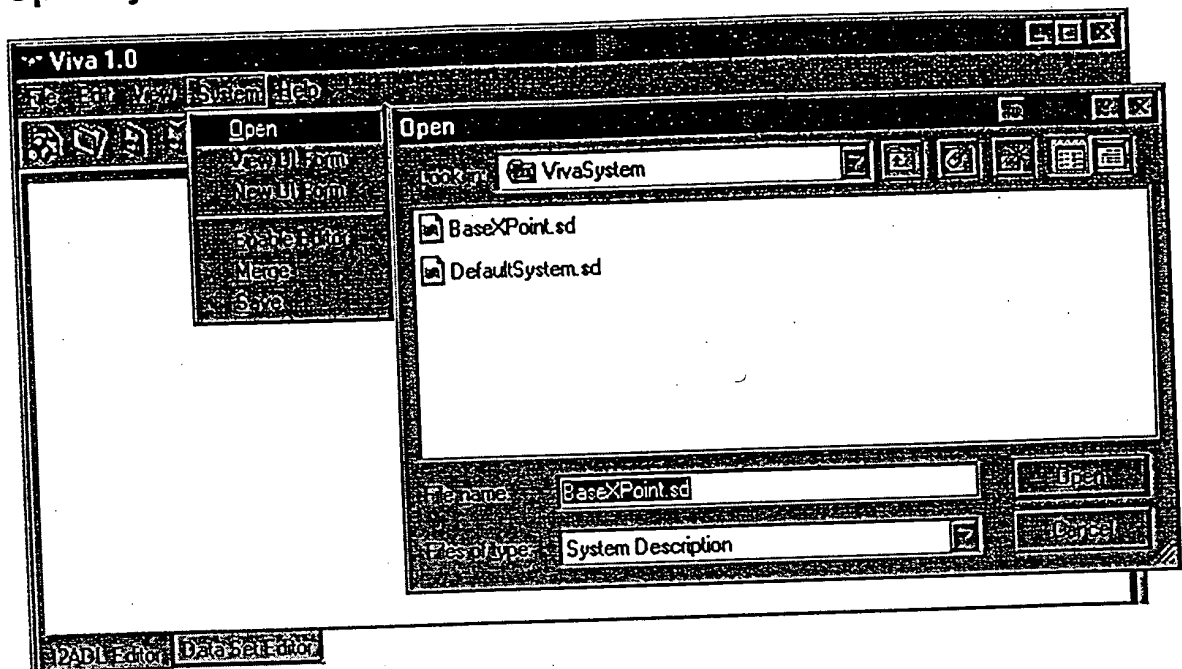 Viva 1.0
File Edit View System Help
Open
View UI Form
New UI Form
Enable Editor
Merge
Save
Open
Look in: VivaSystem
BaseXPoint.sd
DefaultSystem.sd
File name: BaseXPoint.sd
Open
Files of type: System Description
Cancel
I2ADL Editor Data Set Editor